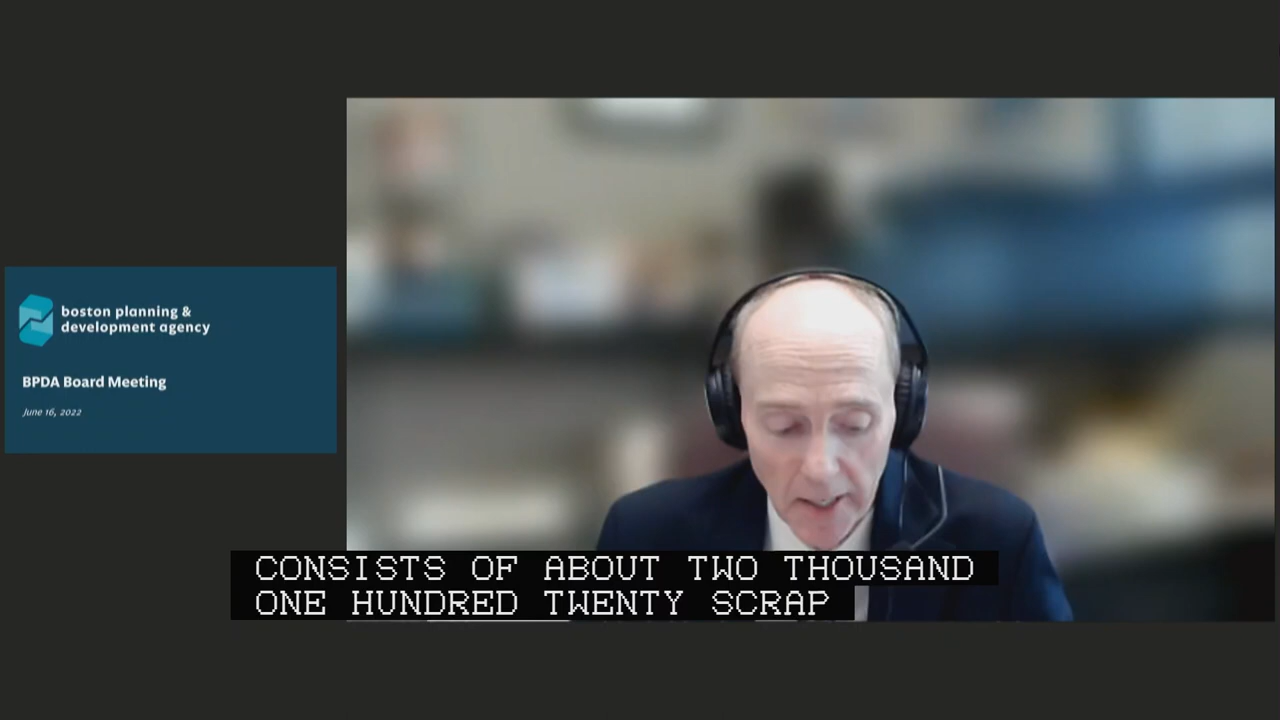 boston planning &
development agency
BPDA Board Meeting
June 16, 2022
CONSISTS OF ABOUT TWO THOUSAND
ONE HUNDRED TWENTY SCRAP